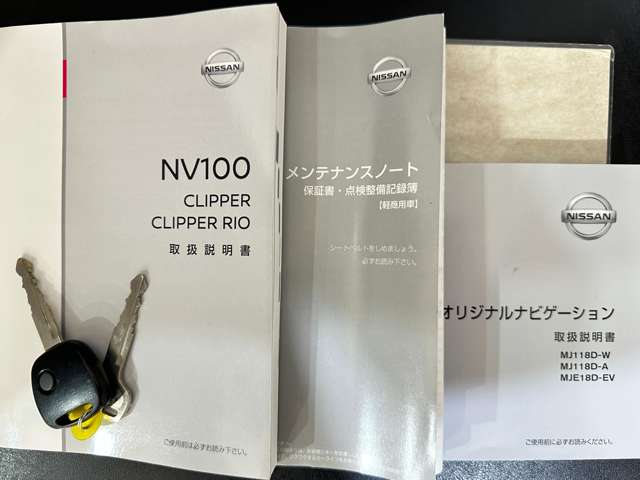 NISSAN
NV100
CLIPPER
CLIPPER RIO
取扱説明書
ご使用前は必ずお読み下さい。
NISSAN
メンテナンスノート
保証書・点検整備記録簿
【軽商用車】
シートベルトをしめましょう。
必ずお読み下さい。
NISSAN
オリジナルナビゲーション
取扱説明書
MJ118D-W
MJ118D-A
MJE18D-EV
ご使用前に必ずお読みください。